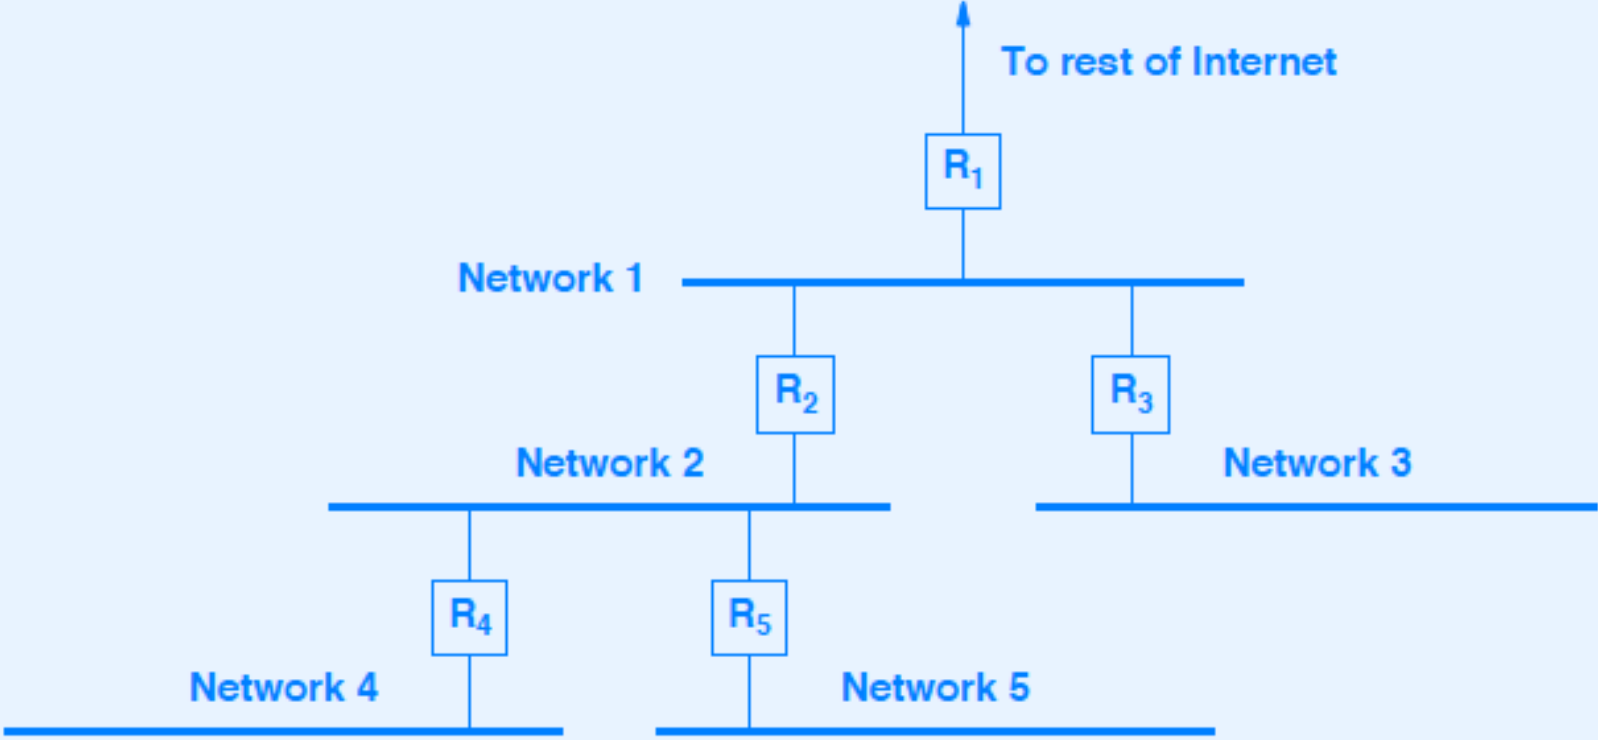 To rest of Internet
R1
Network 1
R2
R3
Network 2
Network 3
R4
R5
Network 4
Network 5